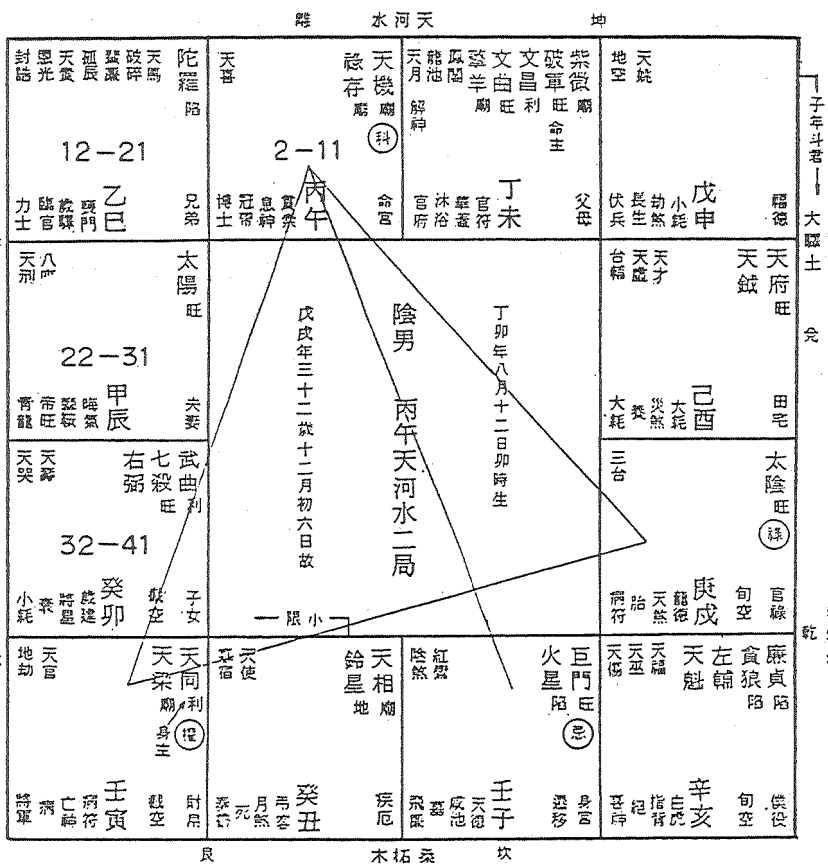 離 天河水 坤
陀羅陷
天馬
破碎
蜚廉
孤辰
天貴
恩光
封誥
12-21
兄弟
乙巳
喪門
歲驛
臨官
力士
天機廟
祿存廟
科
天喜
2-11
命宮
丙午
貫索
息神
冠帶
博士
紫微廟
破軍旺
命主
文昌利
文曲旺
擎羊廟
鳳閣
龍池
天月
解神
父母
丁未
官符
華蓋
沐浴
官府
天姚
地空
福德
戊申
小耗
劫煞
長生
伏兵
子年斗君
大驛土
兌
太陽旺
八座
天刑
22-31
夫妻
甲辰
晦氣
攀鞍
帝旺
青龍
丁卯年八月十二日卯時生
陰男 丙午天河水二局
戊戌年三十二歲十二月初六日故
天府旺
天鉞
天才
天虛
台輔
田宅
己酉
大耗
災煞
養
大耗
武曲利
七殺旺
右弼
天壽
天哭
32-41
子女
截空
癸卯
歲建
將星
衰
小耗
小限
太陰旺
祿
三台
官祿
旬空
庚戌
龍德
天煞
胎
病符
乾
天同利
天梁廟
權
身主
天官
地劫
財帛
截空
壬寅
病符
亡神
病
將軍
天相廟
鈴星地
天使
疾厄
癸丑
弔客
月煞
死
巨門旺
火星陷
忌
紅鸞
陰煞
身宮
遷移
壬子
天德
咸池
墓
飛廉
廉貞陷
貪狼陷
左輔
天魁
天福
天巫
天傷
僕役
旬空
辛亥
白虎
指背
絕
喜神
艮 桑柘木 坎